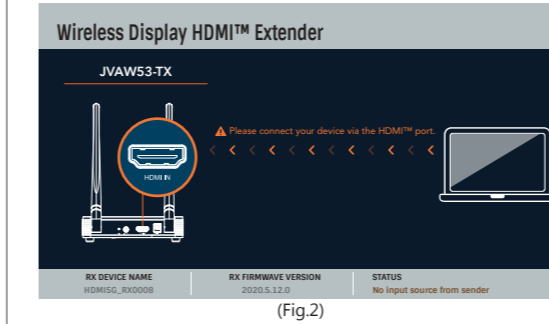 Wireless Display HDMI™ Extender
JVAW53-TX
Please connect your device via the HDMI™ port.
HDMI IN
RX DEVICE NAME
HDMI5G_RX0008
RX FIRMWAVE VERSION
2020.5.12.0
STATUS
No input source from sender
(Fig.2)